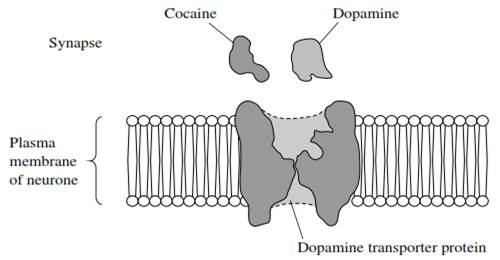 Cocaine
Dopamine
Synapse
Plasma
membrane
of neurone
Dopamine transporter protein